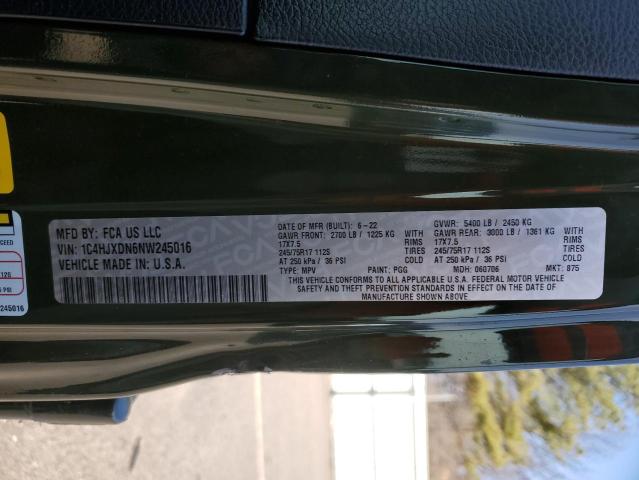 MFD BY: FCA US LLC
VIN: 1C4HJXDN6NW245016
VEHICLE MADE IN: U.S.A.
DATE OF MFR (BUILT): 6-22 GVWR: 5400 LB / 2450 KG
GAWR FRONT: 2700 LB / 1225 KG WITH GAWR REAR: 3000 LB / 1361 KG WITH
17X7.5 RIMS 17X7.5 RIMS
245/75R17 112S TIRES 245/75R17 112S TIRES
AT 250 kPa / 36 PSI COLD AT 250 kPa / 36 PSI COLD
TYPE: MPV PAINT: PGG MDH: 060706 MKT: 875
THIS VEHICLE CONFORMS TO ALL APPLICABLE U.S.A. FEDERAL MOTOR VEHICLE
SAFETY AND THEFT PREVENTION STANDARDS IN EFFECT ON THE DATE OF
MANUFACTURE SHOWN ABOVE.
245016